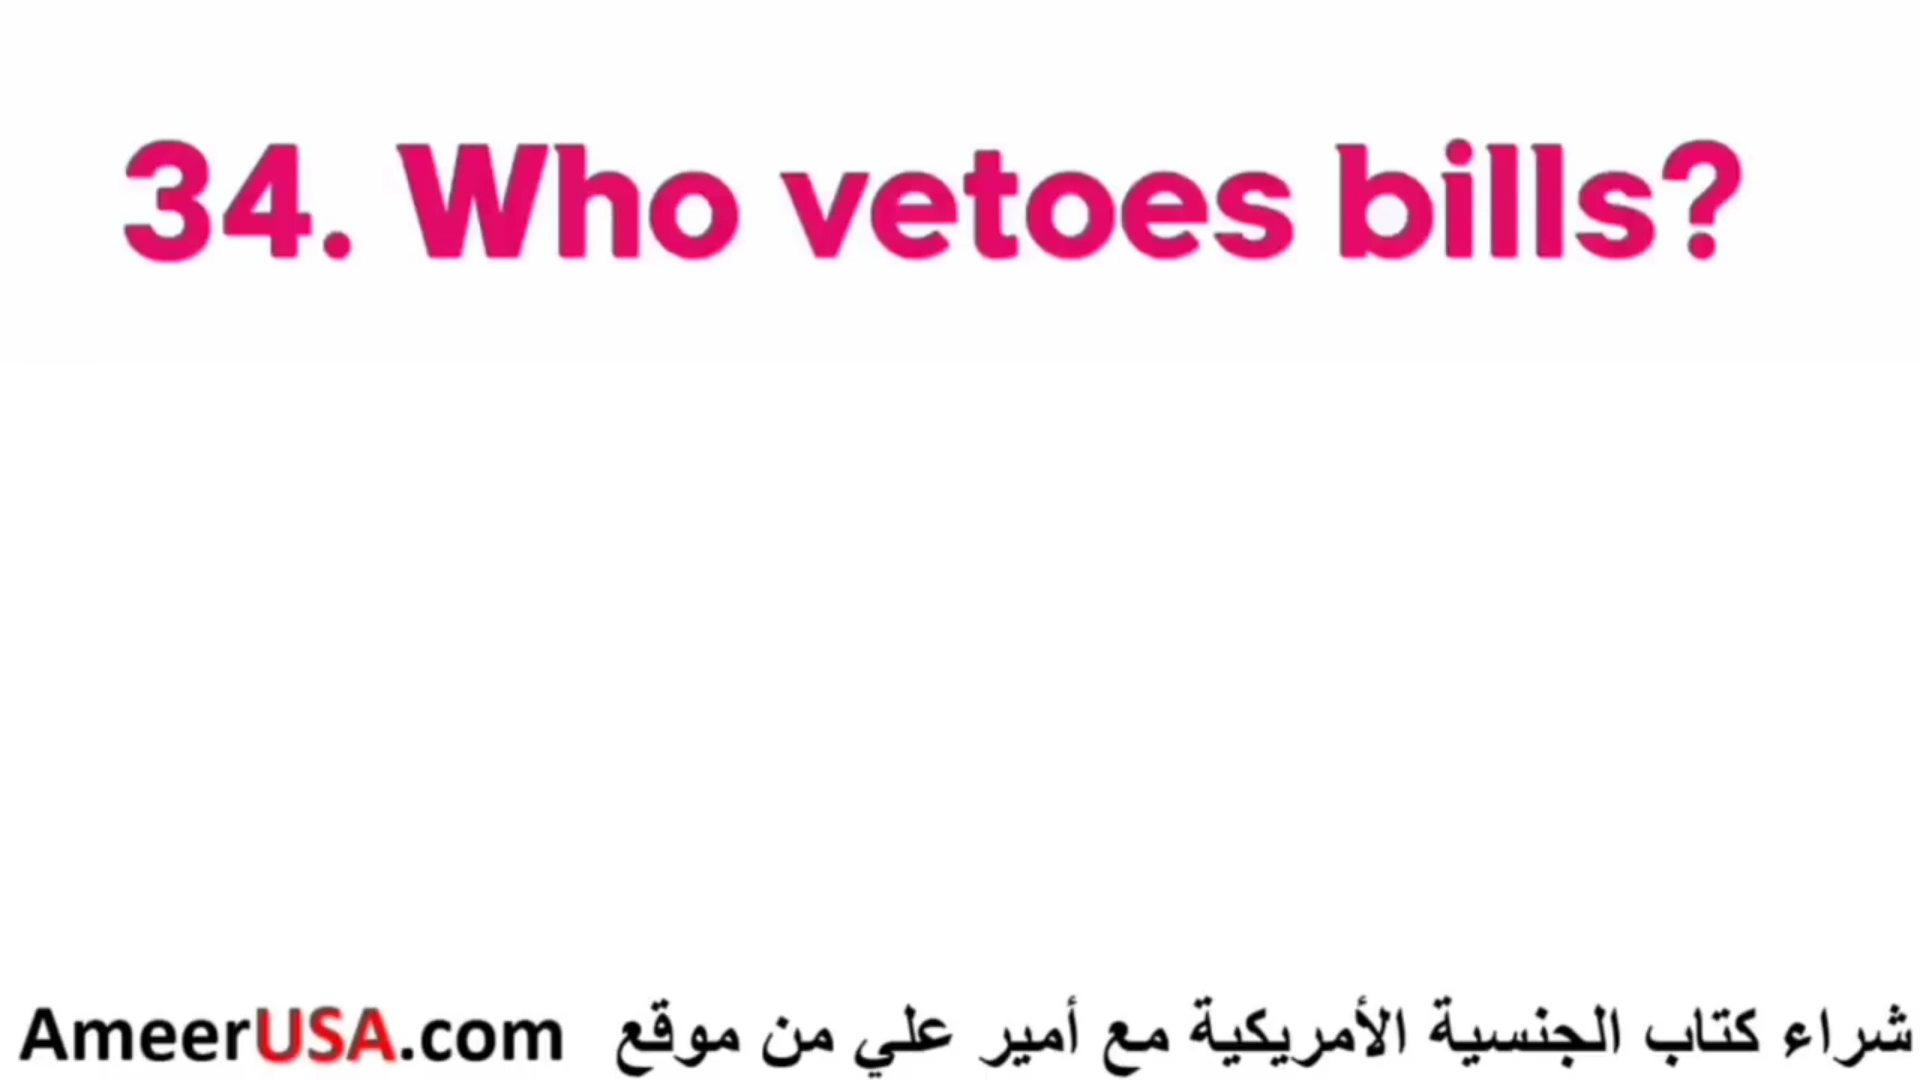 34. Who vetoes bills?
شراء كتاب الجنسية الأمريكية مع أمير علي من موقع AmeerUSA.com